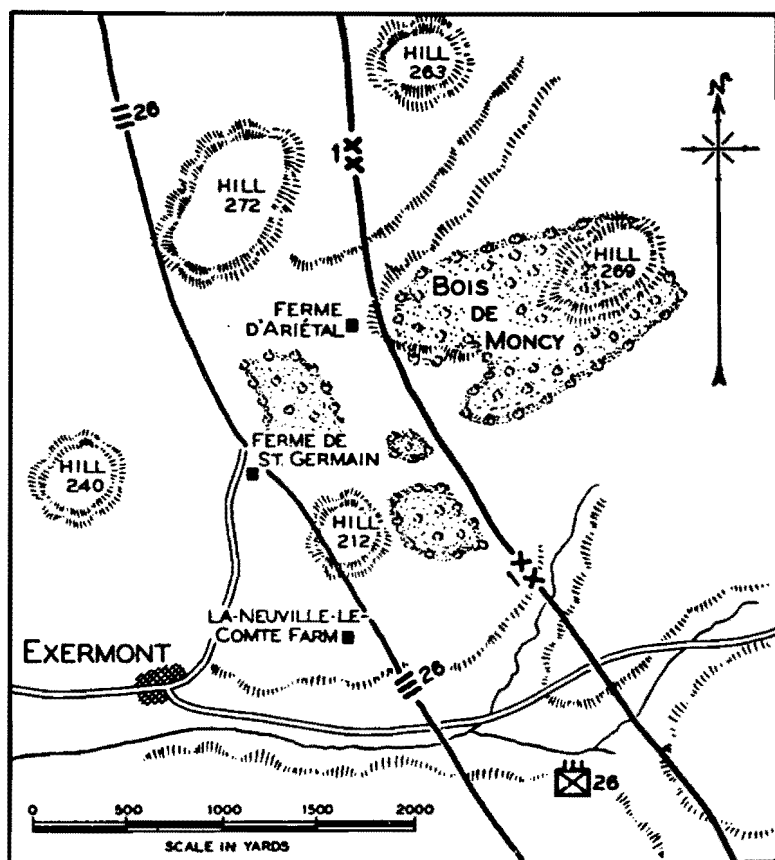 HILL
263
26
N
1
HILL
272
HILL
269
BOIS
DE
MONCY
FERME
D'ARIÉTAL
FERME DE
ST. GERMAIN
HILL
240
HILL
212
1
LA-NEUVILLE-LE-
COMTE FARM
EXERMONT
26
26
0 500 1000 1500 2000
SCALE IN YARDS